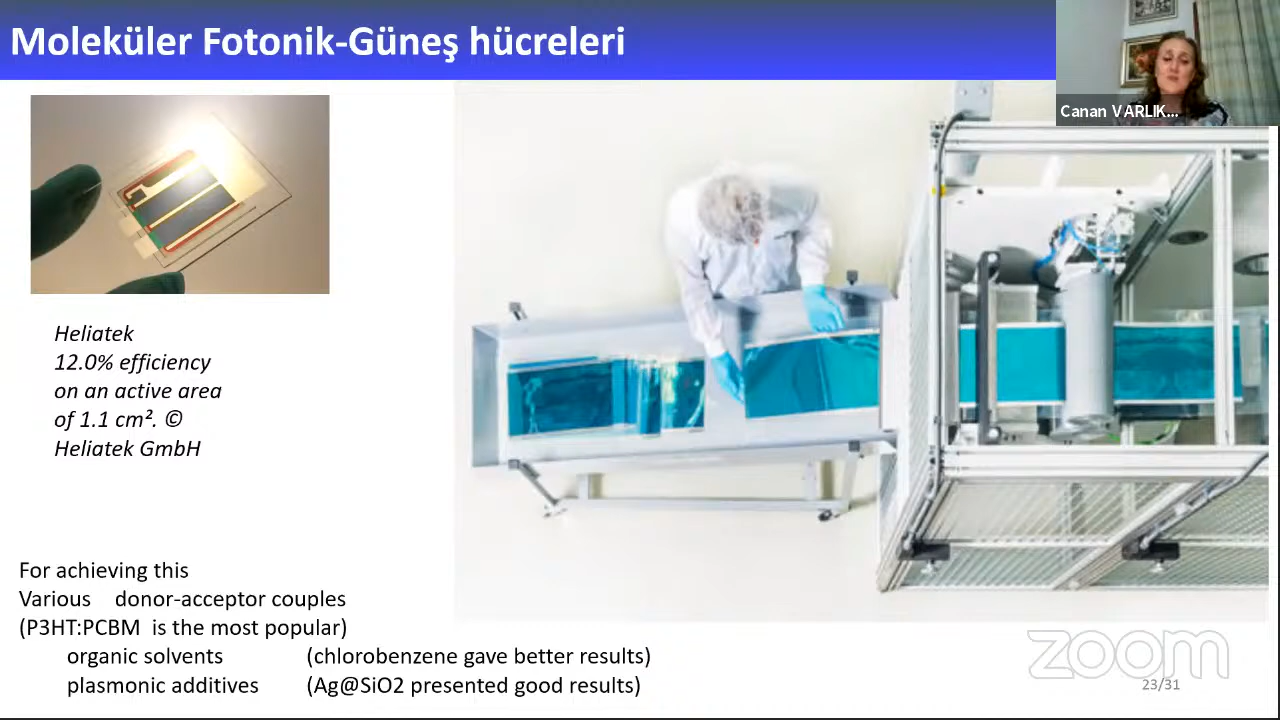 Moleküler Fotonik-Güneş hücreleri
Canan VARLIK...
Heliatek
12.0% efficiency
on an active area
of 1.1 cm². ©
Heliatek GmbH
For achieving this
Various donor-acceptor couples
(P3HT:PCBM is the most popular)
organic solvents (chlorobenzene gave better results)
plasmonic additives (Ag@SiO2 presented good results)
zoom
23/31